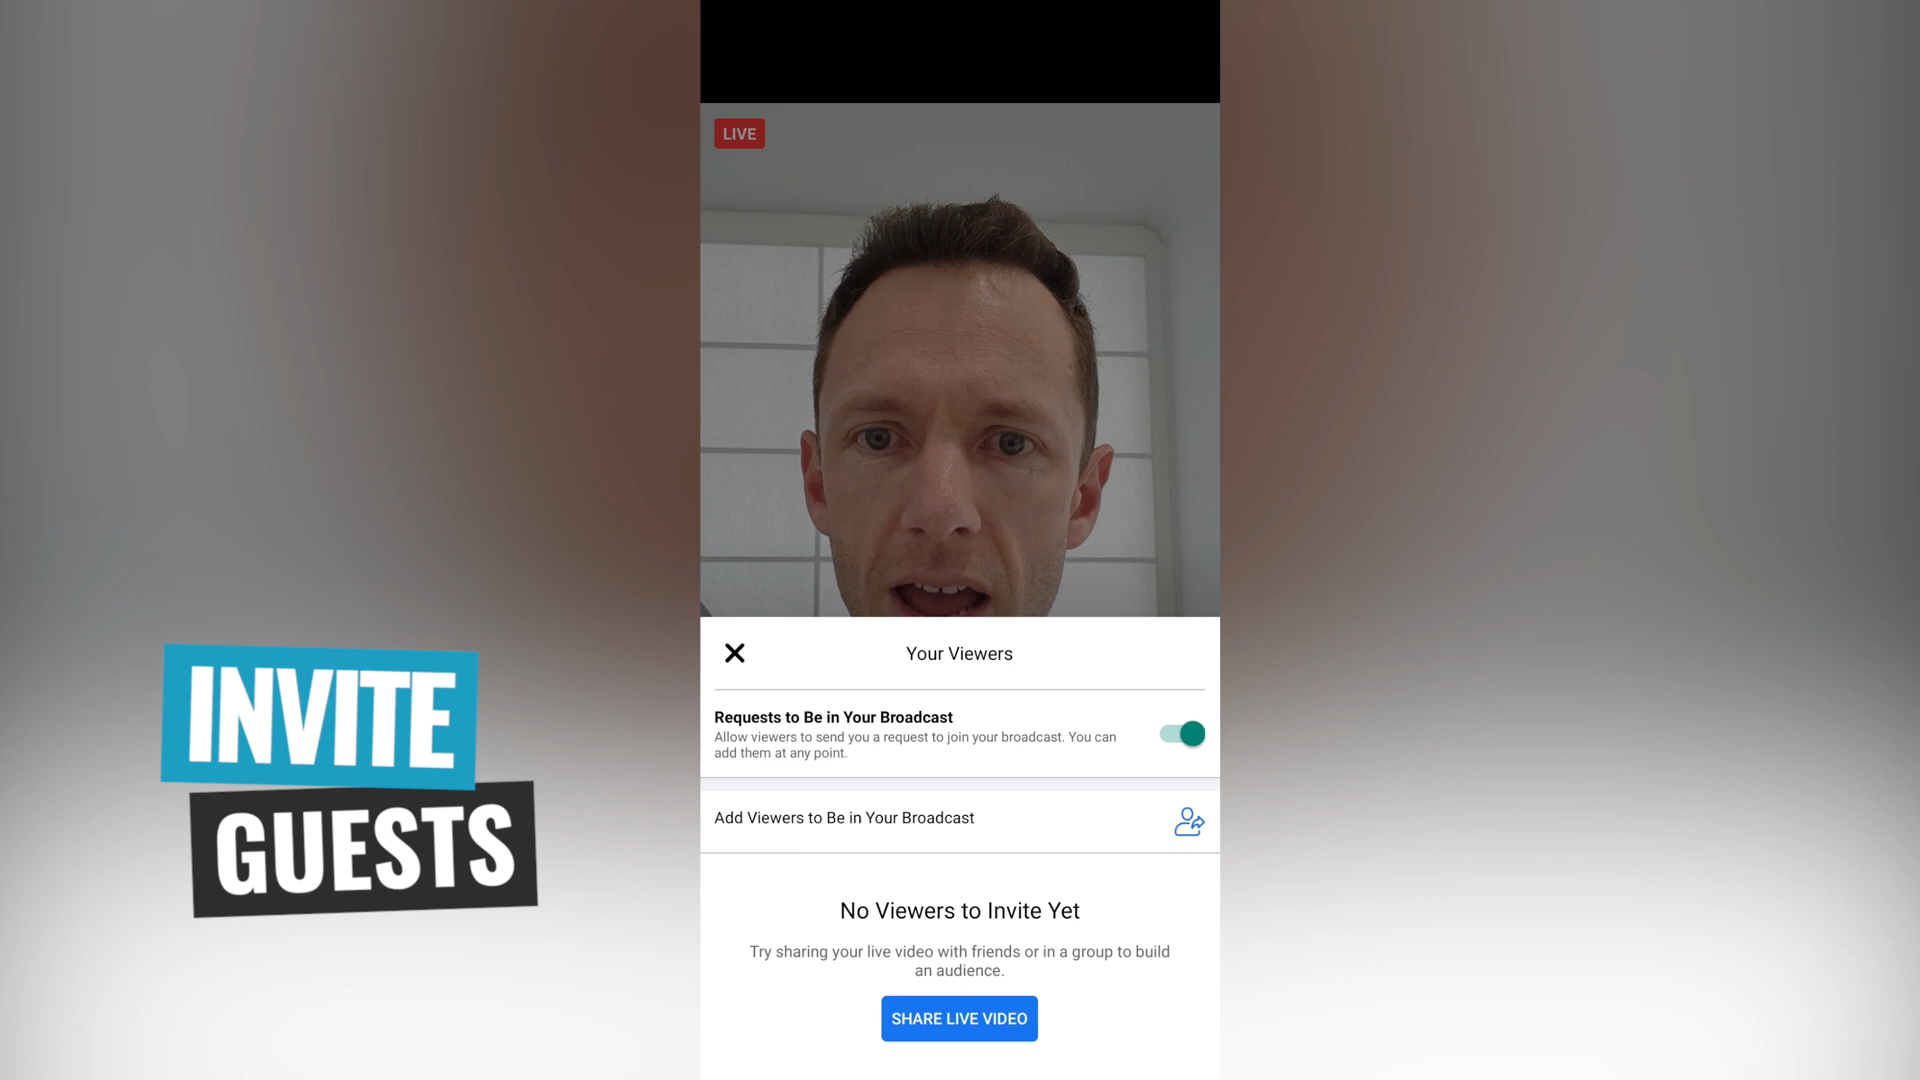 LIVE
Your Viewers
Requests to Be in Your Broadcast
Allow viewers to send you a request to join your broadcast. You can
add them at any point.
Add Viewers to Be in Your Broadcast
No Viewers to Invite Yet
Try sharing your live video with friends or in a group to build
an audience.
SHARE LIVE VIDEO
INVITE
GUESTS